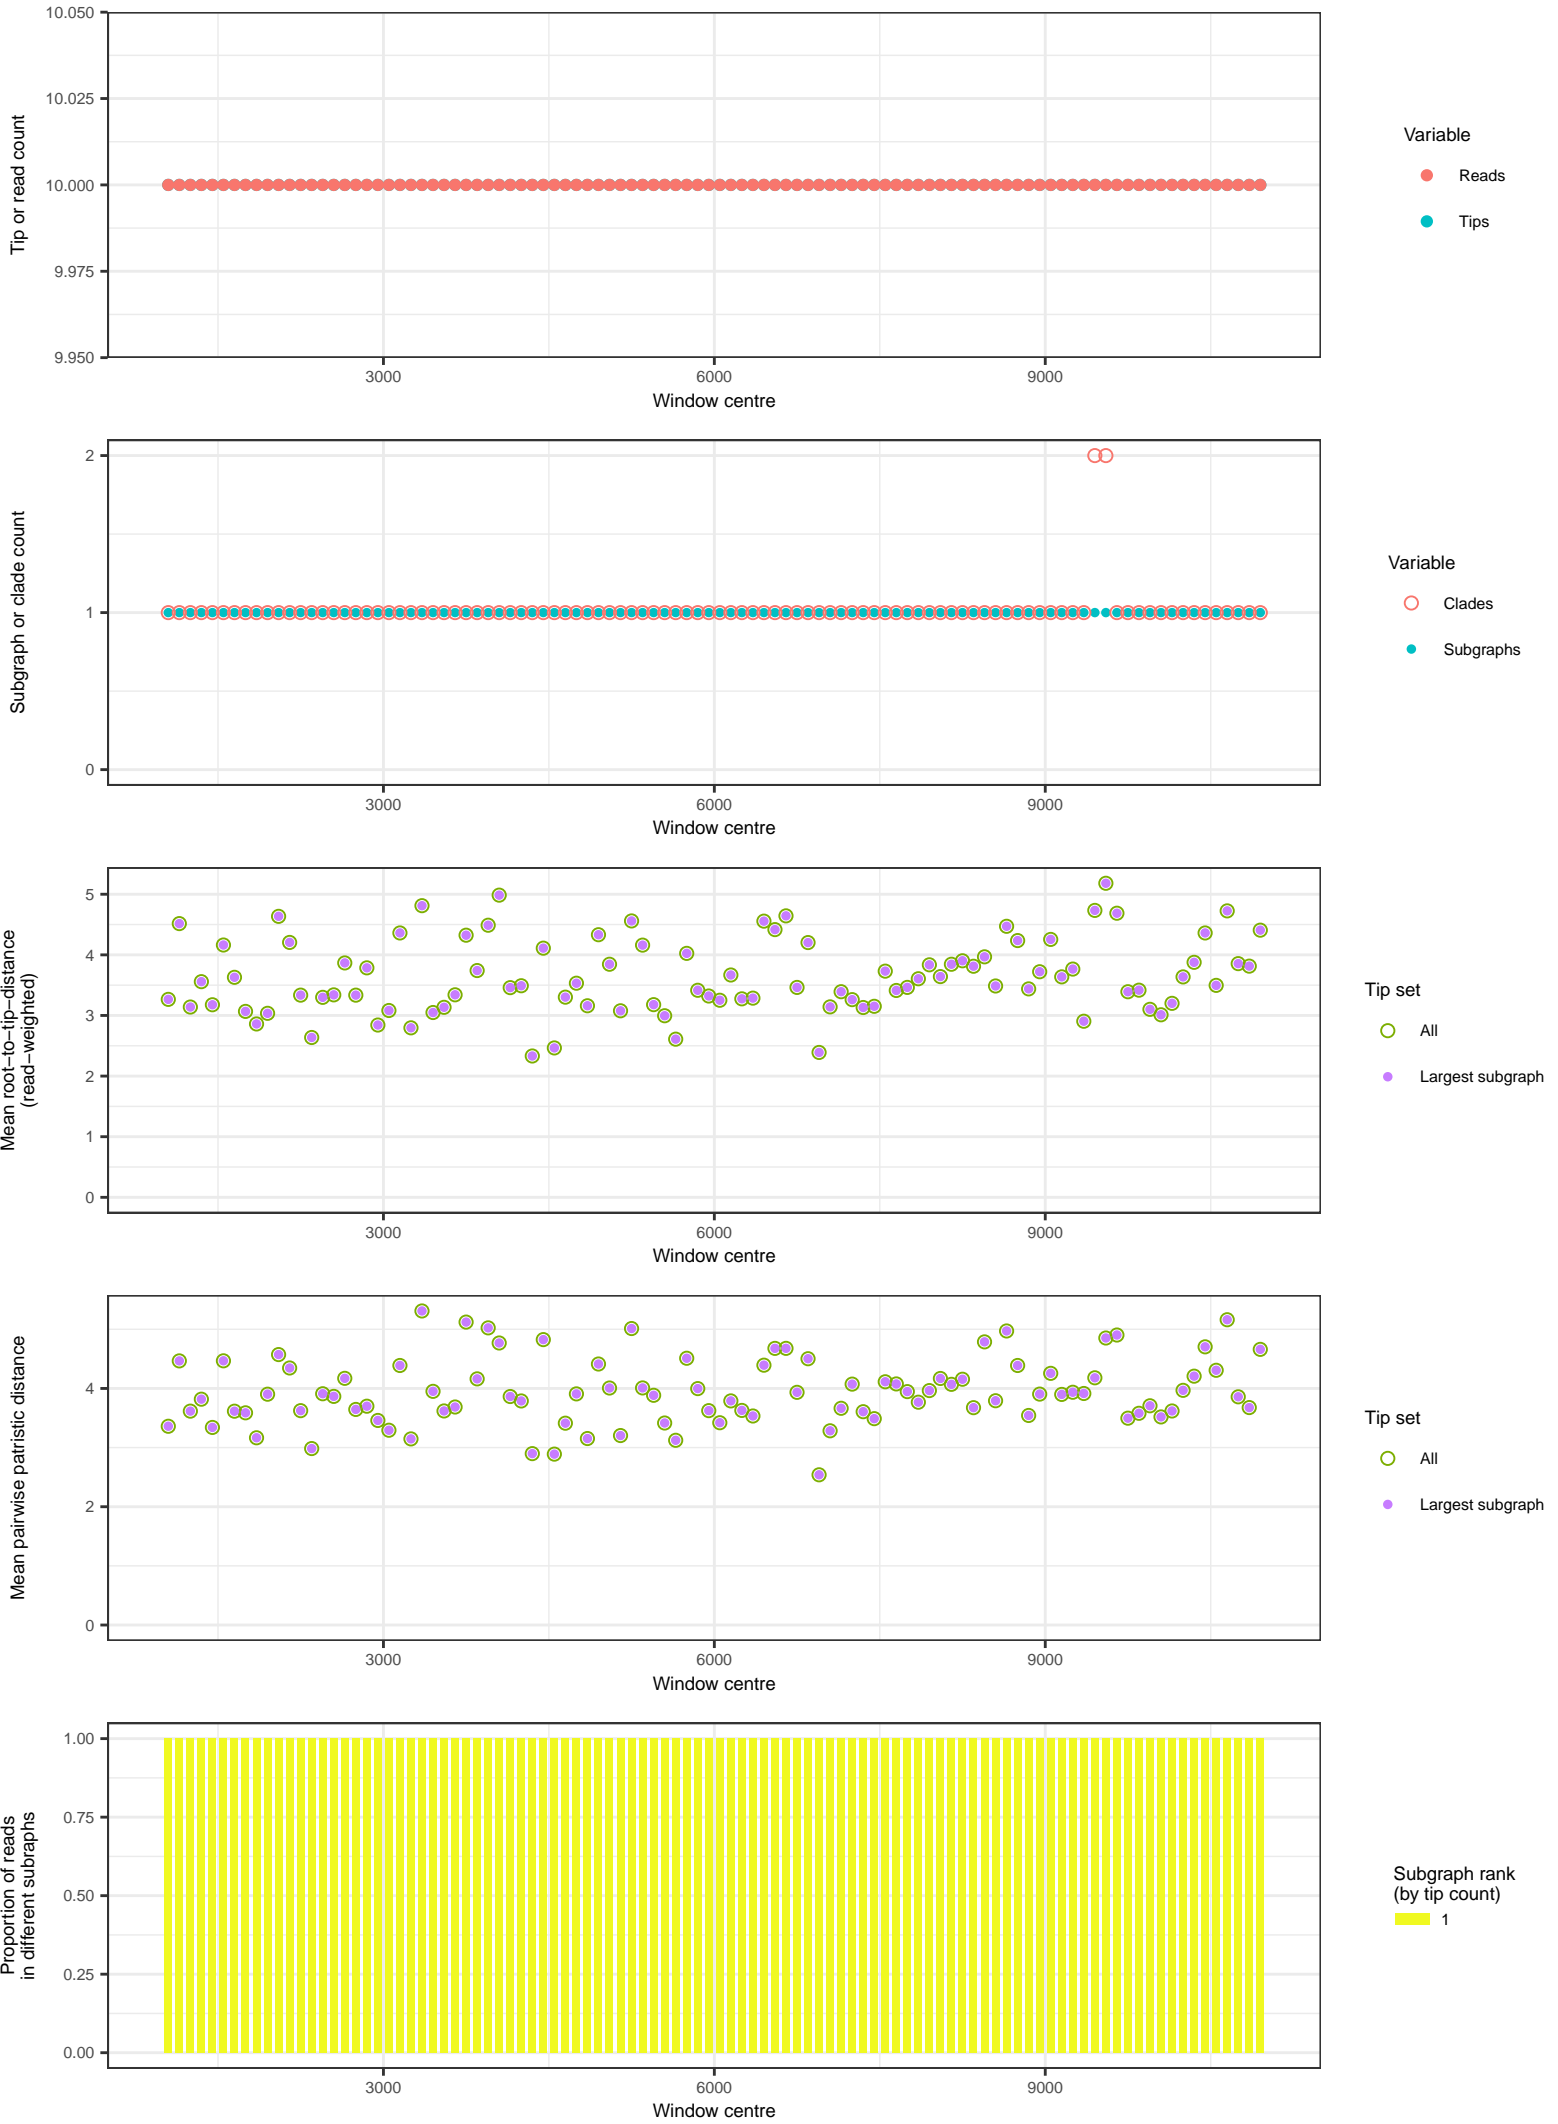 10.050
10.025
10.000
9.975
9.950
Tip or read count
3000
6000
9000
Window centre
Variable
Reads
Tips
2
1
0
Subgraph or clade count
3000
6000
9000
Window centre
Variable
Clades
Subgraphs
5
4
3
2
1
0
Mean root−to−tip−distance
(read−weighted)
3000
6000
9000
Window centre
Tip set
All
Largest subgraph
4
2
0
Mean pairwise patristic distance
3000
6000
9000
Window centre
Tip set
All
Largest subgraph
1.00
0.75
0.50
0.25
0.00
Proportion of reads
in different subraphs
3000
6000
9000
Window centre
Subgraph rank
(by tip count)
1